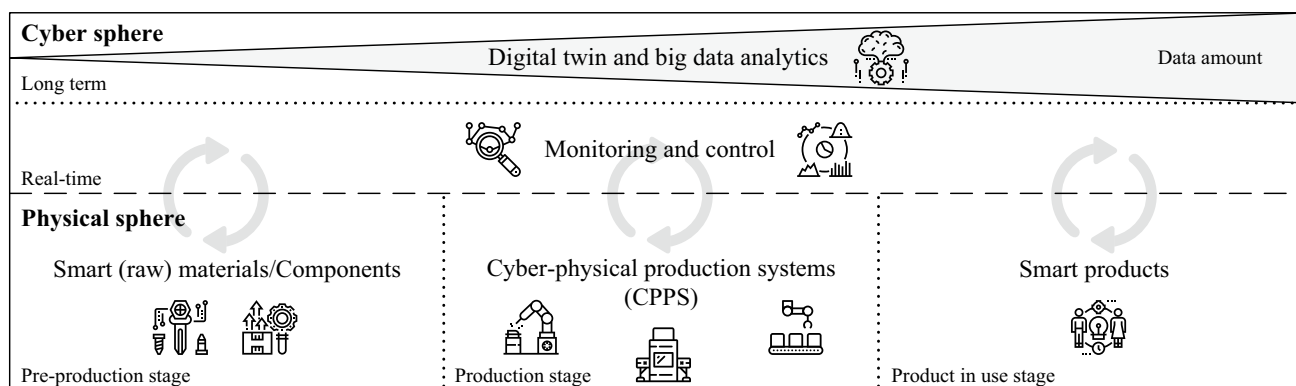 Cyber sphere
Digital twin and big data analytics
Data amount
Long term
Monitoring and control
Real-time
Physical sphere
Smart (raw) materials/Components
Cyber-physical production systems
(CPPS)
Smart products
Pre-production stage
Production stage
Product in use stage